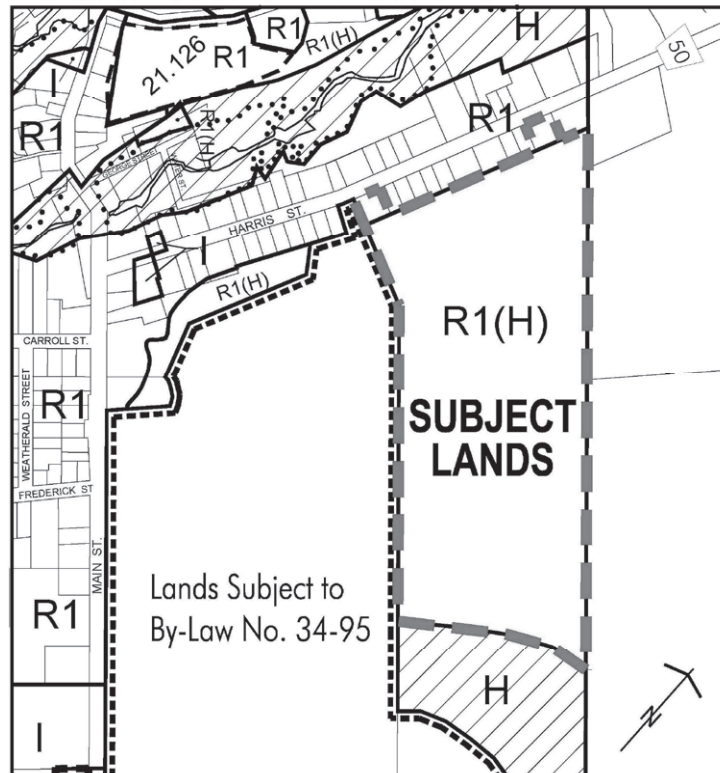 21.126
R1
R1
R1(H)
H
50
I
R1
R1(H)
GEORGE STREET
R1
HARRIS ST.
I
R1(H)
R1(H)
CARROLL ST.
WEATHERALD STREET
R1
SUBJECT
LANDS
FREDERICK ST
MAIN ST.
Lands Subject to
By-Law No. 34-95
R1
H
N
I